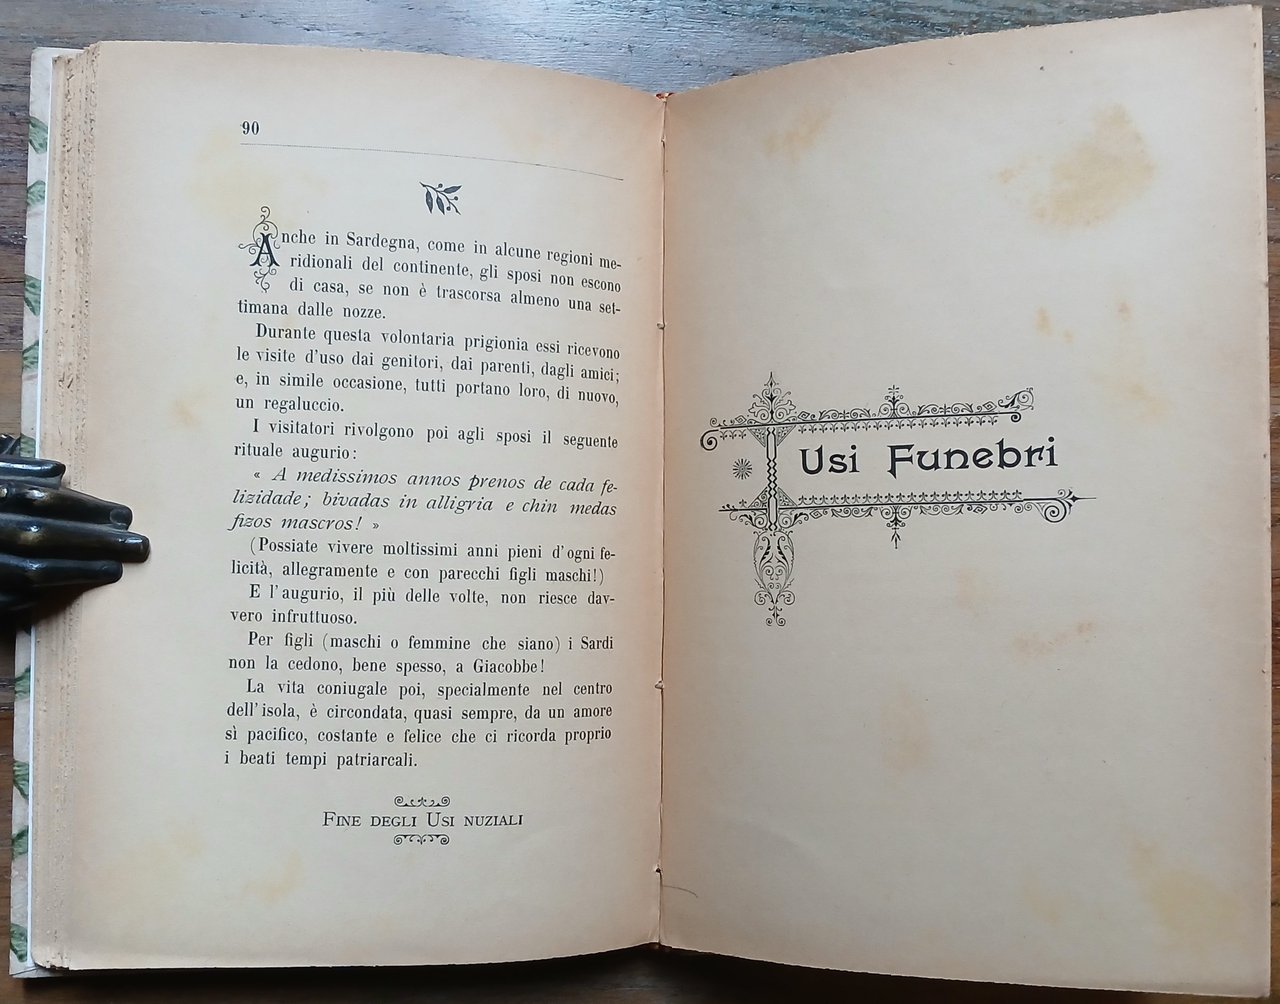 90
Anche in Sardegna, come in alcune regioni me-
ridionali del continente, gli sposi non escono
di casa, se non è trascorsa almeno una set-
timana dalle nozze.
Durante questa volontaria prigionia essi ricevono
le visite d'uso dai genitori, dai parenti, dagli amici;
e, in simile occasione, tutti portano loro, di nuovo,
un regaluccio.
I visitatori rivolgono poi agli sposi il seguente
rituale augurio:
« A medissimos annos prenos de cada fe-
lizidade; bivadas in alligria e chin medas
fizos mascros! »
(Possiate vivere moltissimi anni pieni d'ogni fe-
licità, allegramente e con parecchi figli maschi!)
E l'augurio, il più delle volte, non riesce dav-
vero infruttuoso.
Per figli (maschi o femmine che siano) i Sardi
non la cedono, bene spesso, a Giacobbe!
La vita coniugale poi, specialmente nel centro
dell'isola, è circondata, quasi sempre, da un amore
sì pacifico, costante e felice che ci ricorda proprio
i beati tempi patriarcali.
FINE DEGLI USI NUZIALI
Usi Funebri